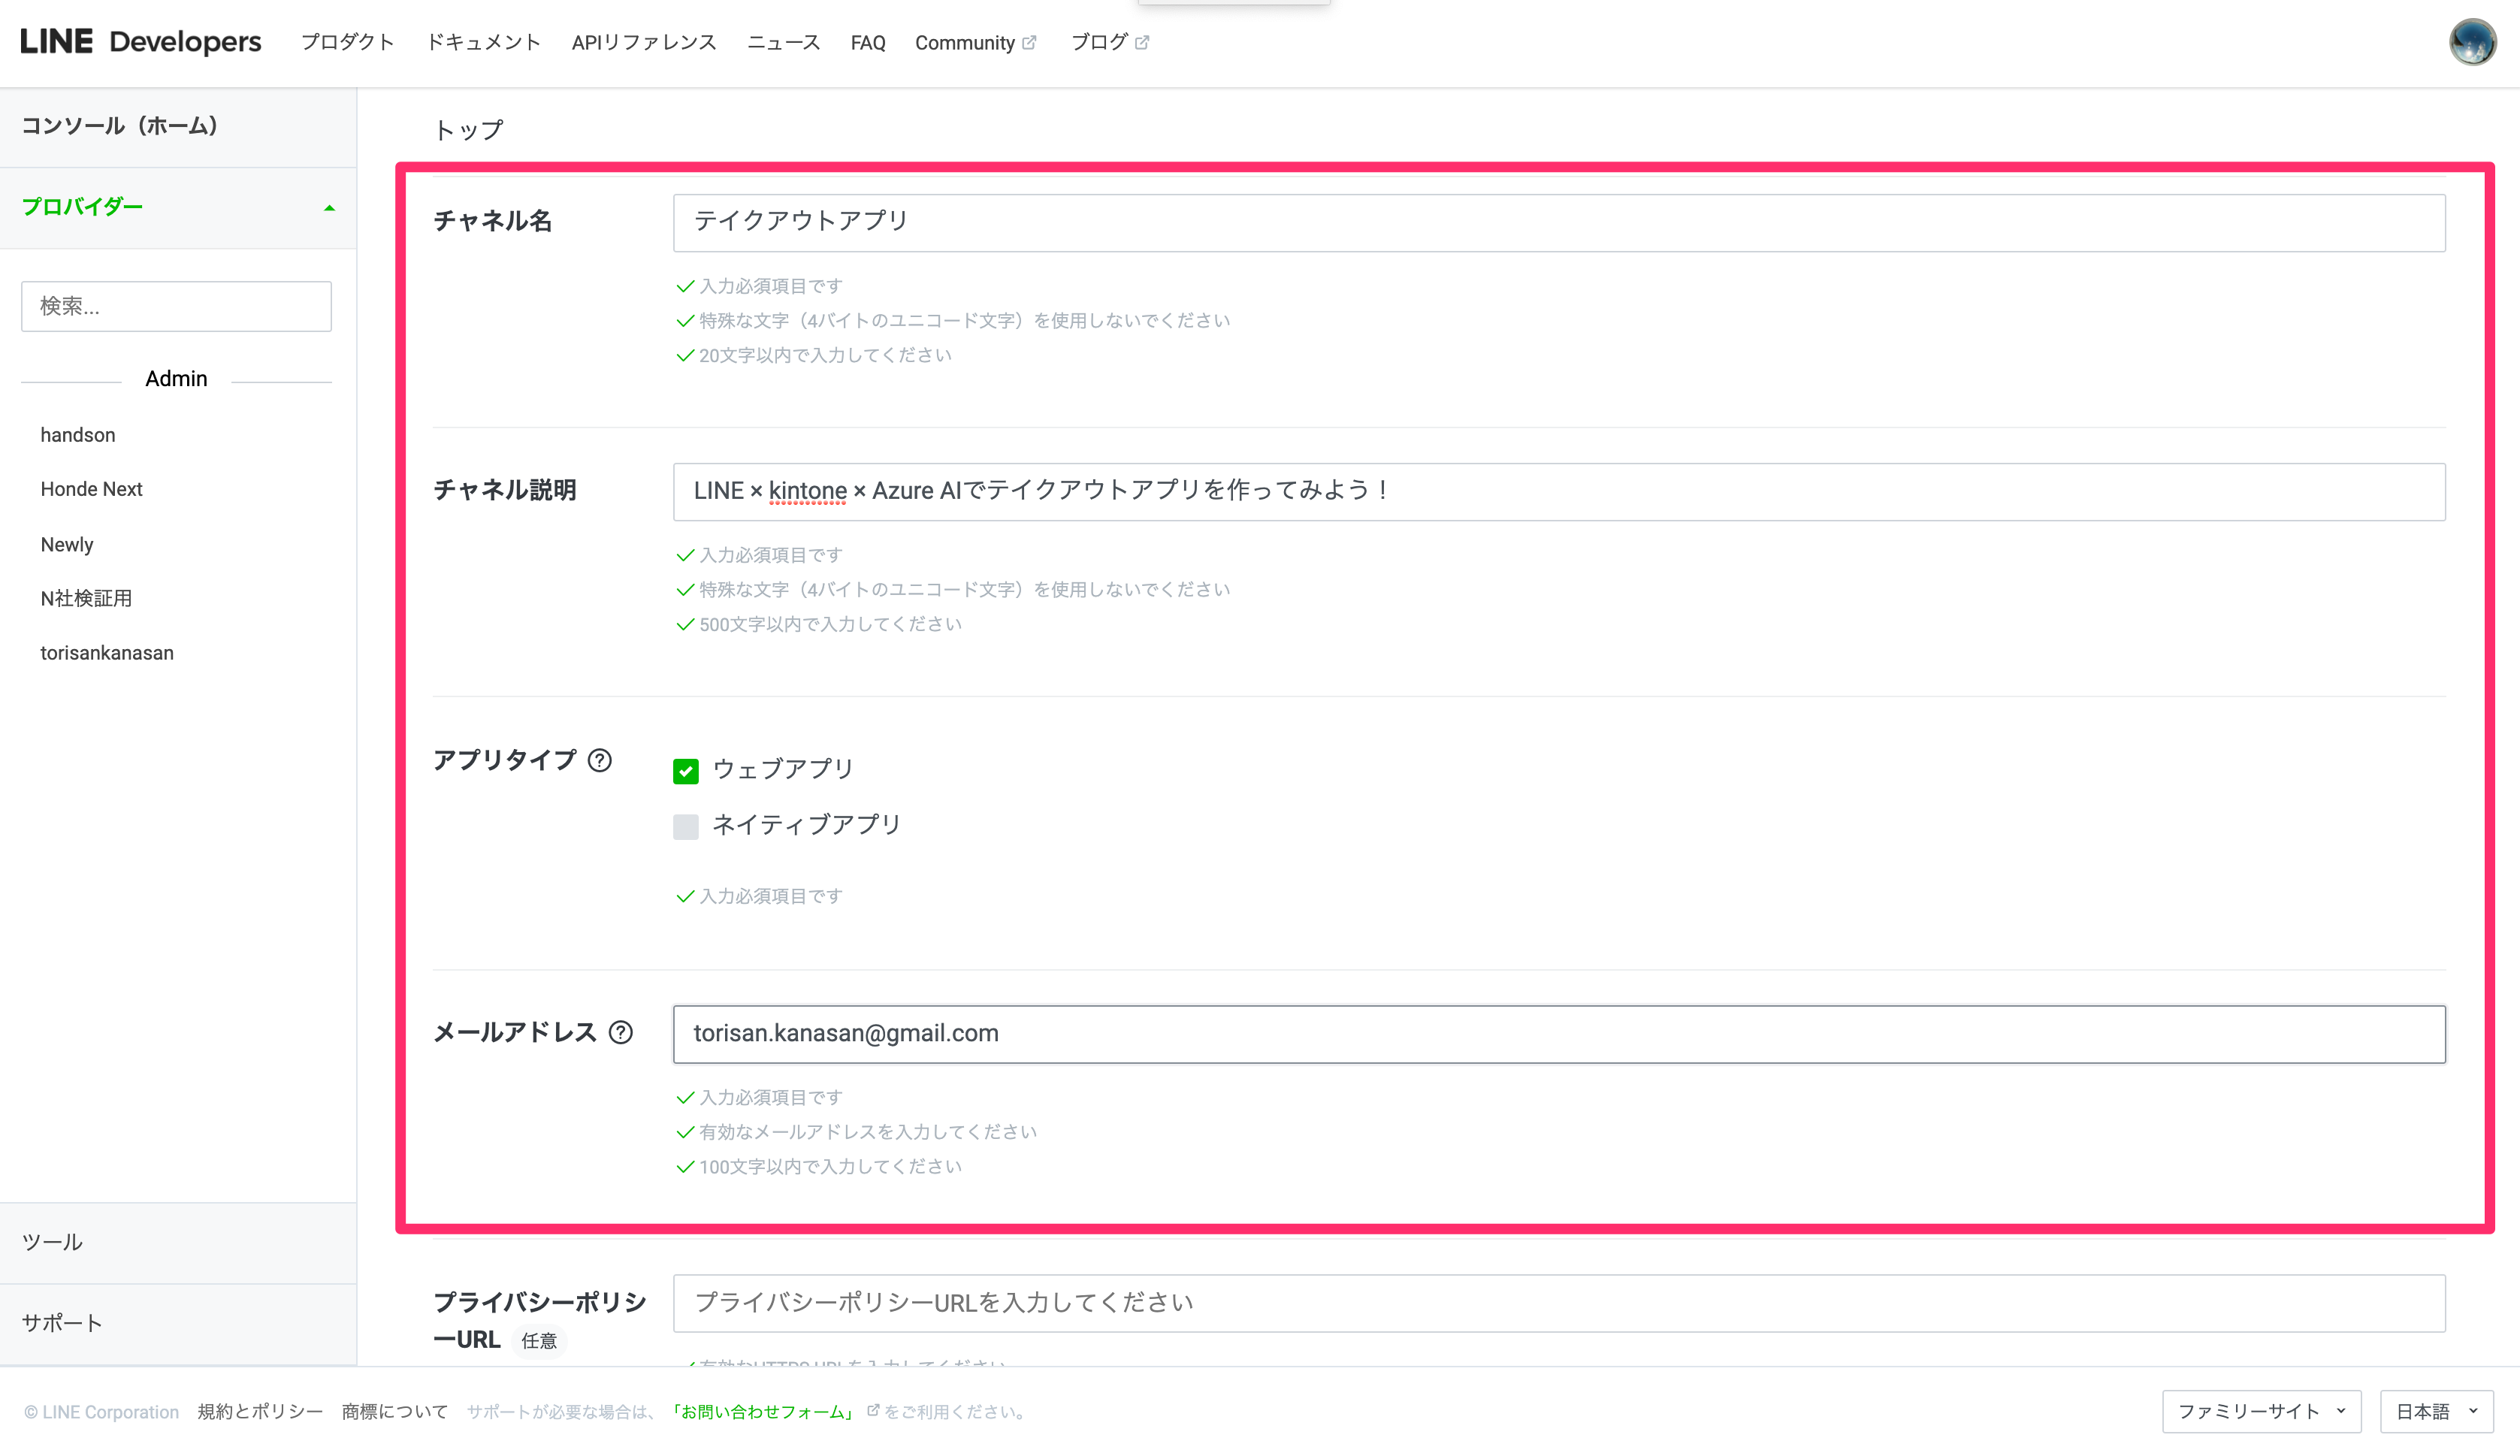 LINE Developers プロダクト ドキュメント APIリファレンス ニュース FAQ Community ブログ
コンソール（ホーム）
プロバイダー
検索...
Admin
handson
Honde Next
Newly
N社検証用
torisankanasan
ツール
サポート
トップ
チャネル名
テイクアウトアプリ
入力必須項目です
特殊な文字（4バイトのユニコード文字）を使用しないでください
20文字以内で入力してください
チャネル説明
LINE × kintone × Azure AIでテイクアウトアプリを作ってみよう！
入力必須項目です
特殊な文字（4バイトのユニコード文字）を使用しないでください
500文字以内で入力してください
アプリタイプ ?
ウェブアプリ
ネイティブアプリ
入力必須項目です
メールアドレス ?
torisan.kanasan@gmail.com
入力必須項目です
有効なメールアドレスを入力してください
100文字以内で入力してください
プライバシーポリシ
ーURL 任意
プライバシーポリシーURLを入力してください
有効なHTTPS URLを入力してください
© LINE Corporation 規約とポリシー 商標について サポートが必要な場合は、「お問い合わせフォーム」をご利用ください。
ファミリーサイト 日本語